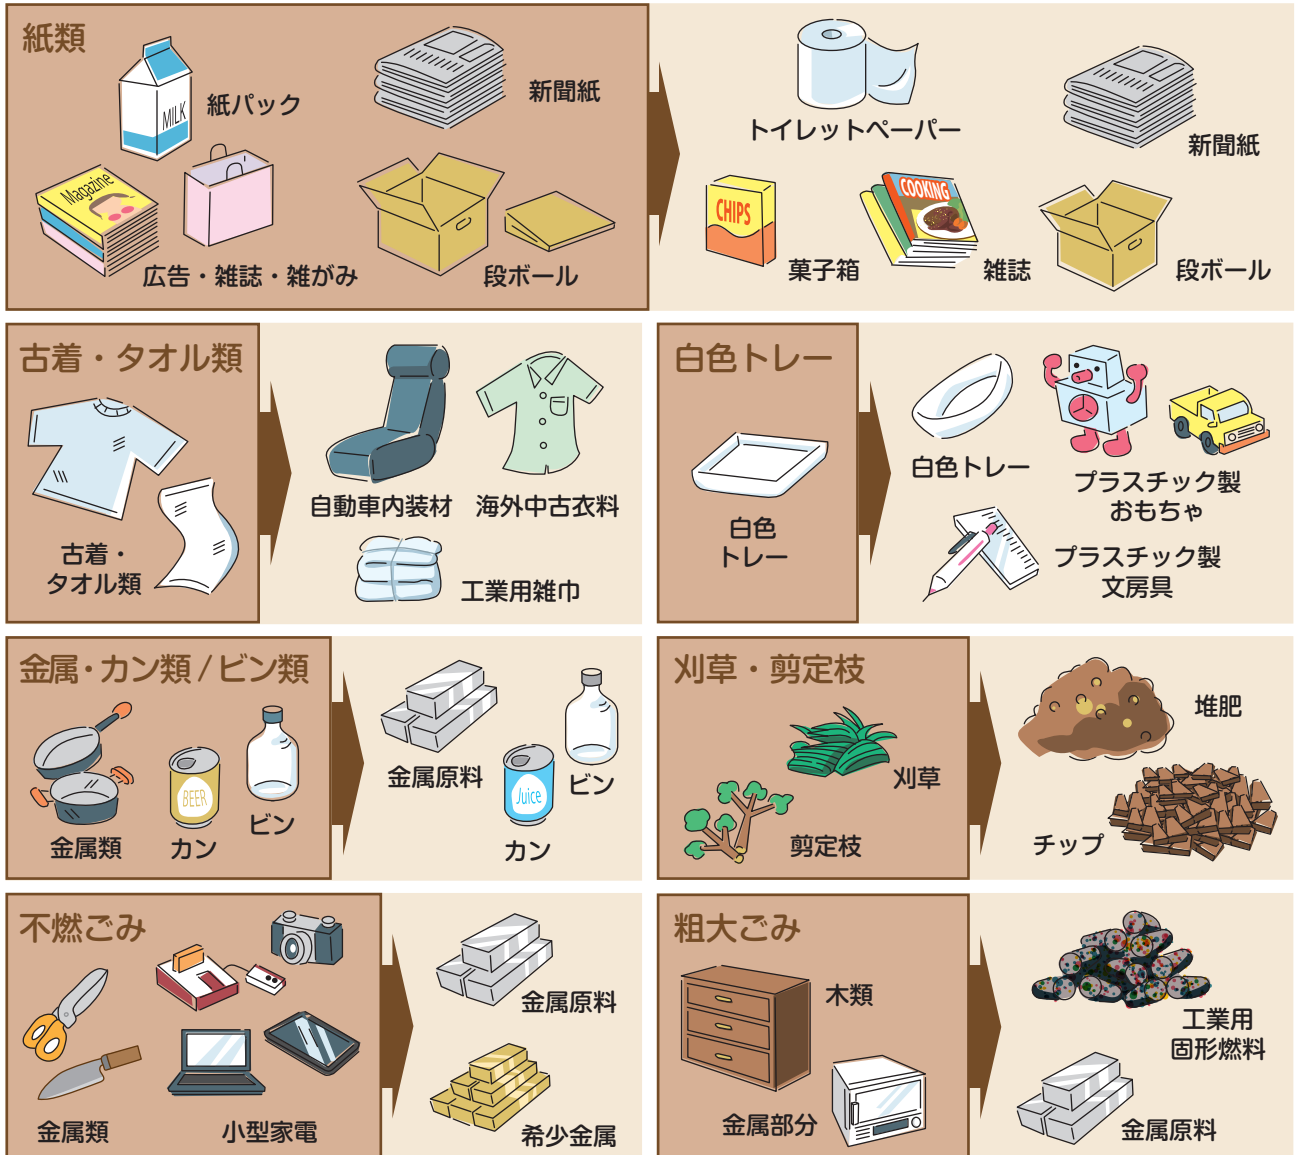 紙類
MILK
紙パック
新聞紙
Magazine
広告・雑誌・雑がみ
段ボール
トイレットペーパー
新聞紙
CHIPS
菓子箱
COOKING
雑誌
段ボール
古着・タオル類
古着・
タオル類
自動車内装材
海外中古衣料
工業用雑巾
白色トレー
白色
トレー
白色トレー
プラスチック製
おもちゃ
プラスチック製
文房具
金属・カン類/ビン類
金属類
BEER
カン
ビン
金属原料
Juice
カン
ビン
刈草・剪定枝
刈草
剪定枝
堆肥
チップ
不燃ごみ
金属類
小型家電
金属原料
希少金属
粗大ごみ
木類
金属部分
工業用
固形燃料
金属原料